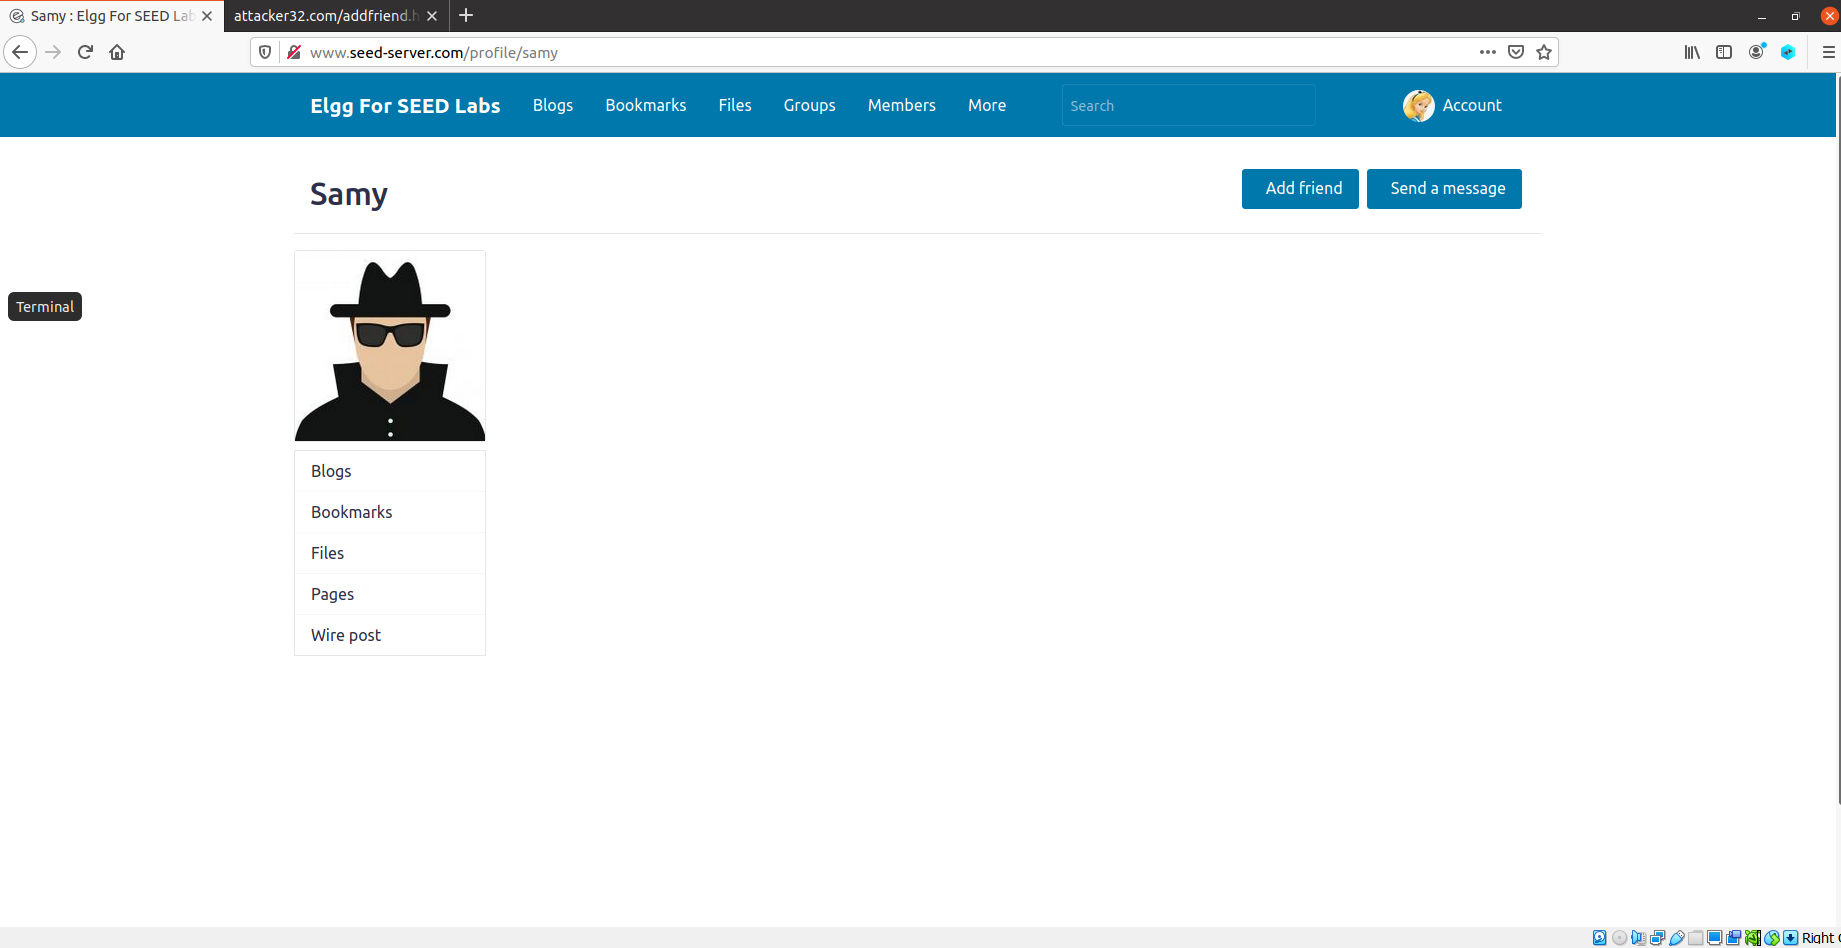 Samy : Elgg For SEED Lab
attacker32.com/addfriend.h
www.seed-server.com/profile/samy
Elgg For SEED Labs
Blogs
Bookmarks
Files
Groups
Members
More
Search
Account
Samy
Add friend
Send a message
Terminal
Blogs
Bookmarks
Files
Pages
Wire post
Right C